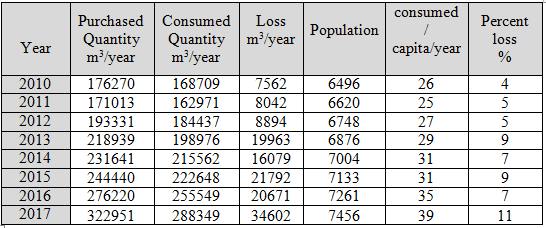 Year Purchased Quantity m³/year Consumed Quantity m³/year Loss m³/year Population consumed / capita/year Percent loss %
2010 176270 168709 7562 6496 26 4
2011 171013 162971 8042 6620 25 5
2012 193331 184437 8894 6748 27 5
2013 218939 198976 19963 6876 29 9
2014 231641 215562 16079 7004 31 7
2015 244440 222648 21792 7133 31 9
2016 276220 255549 20671 7261 35 7
2017 322951 288349 34602 7456 39 11